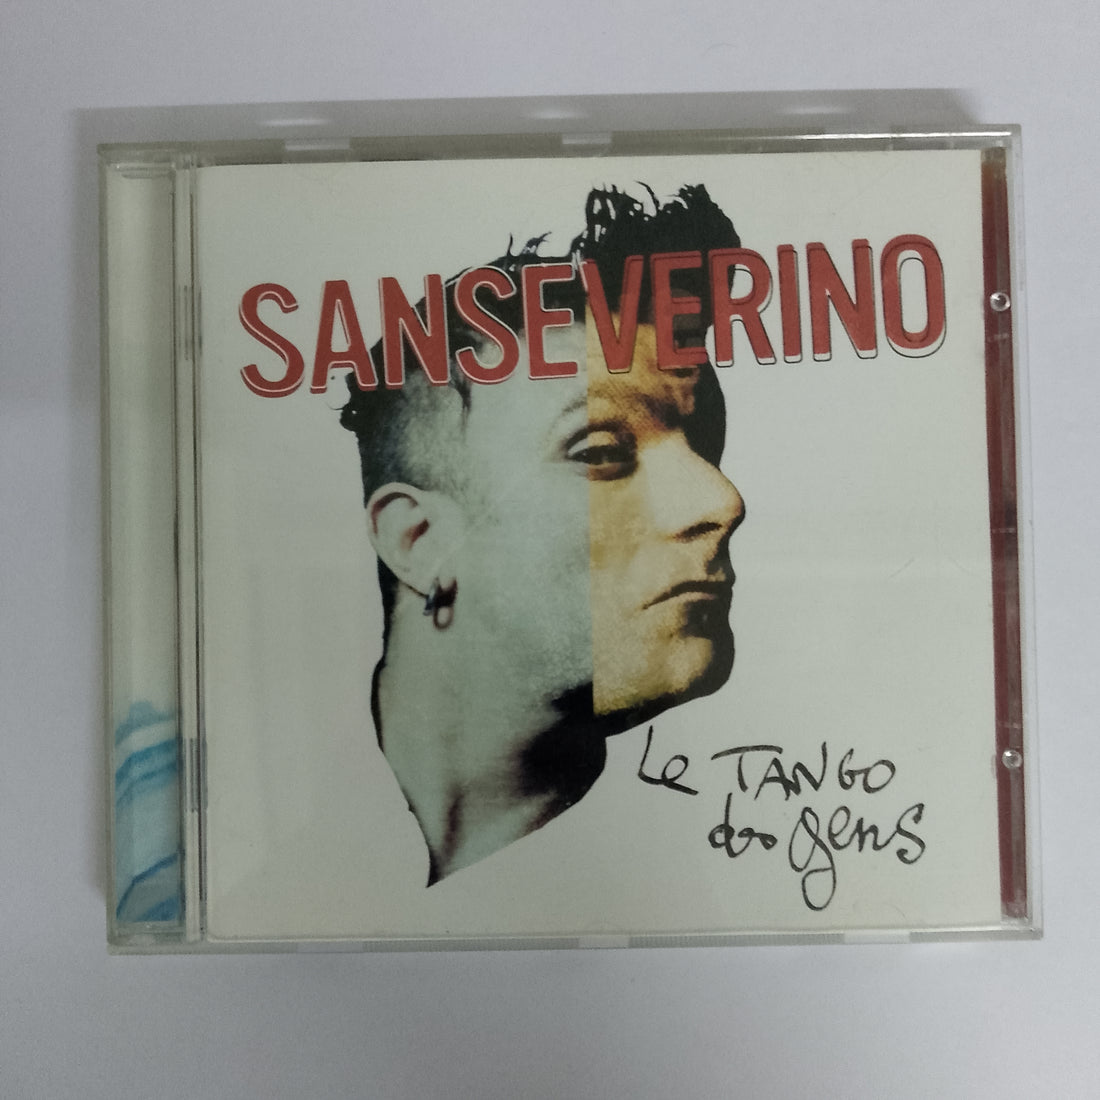 SANSEVERINO
Le TANGO
des gens